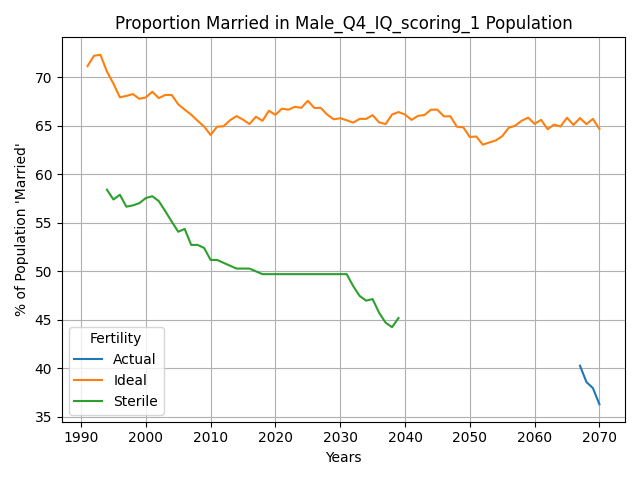 Proportion Married in Male_Q4_IQ_scoring_1 Population
% of Population 'Married'
70
65
60
55
50
45
40
35
Fertility
Actual
Ideal
Sterile
1990 2000 2010 2020 2030 2040 2050 2060 2070
Years